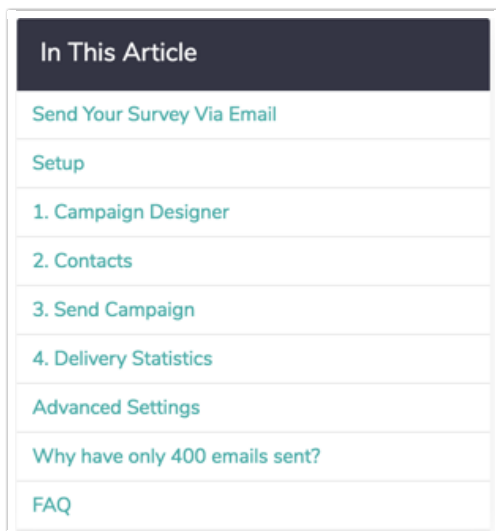 In This Article
Send Your Survey Via Email
Setup
1. Campaign Designer
2. Contacts
3. Send Campaign
4. Delivery Statistics
Advanced Settings
Why have only 400 emails sent?
FAQ